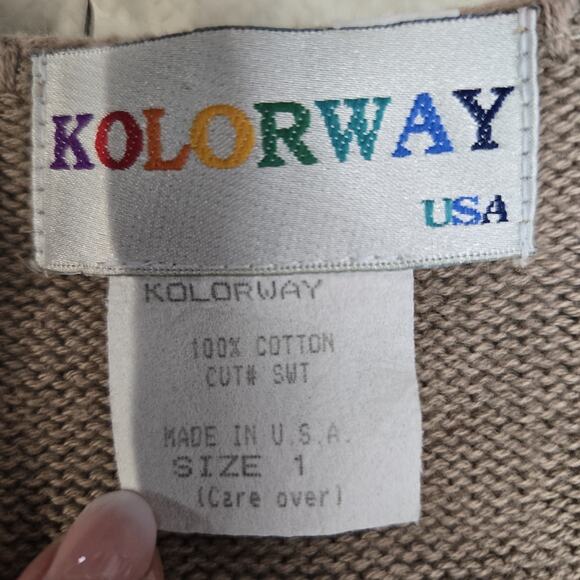 KOLORWAY
USA
KOLORWAY
100% COTTON
CUT# SWT
MADE IN U.S.A.
SIZE 1
(Care over)